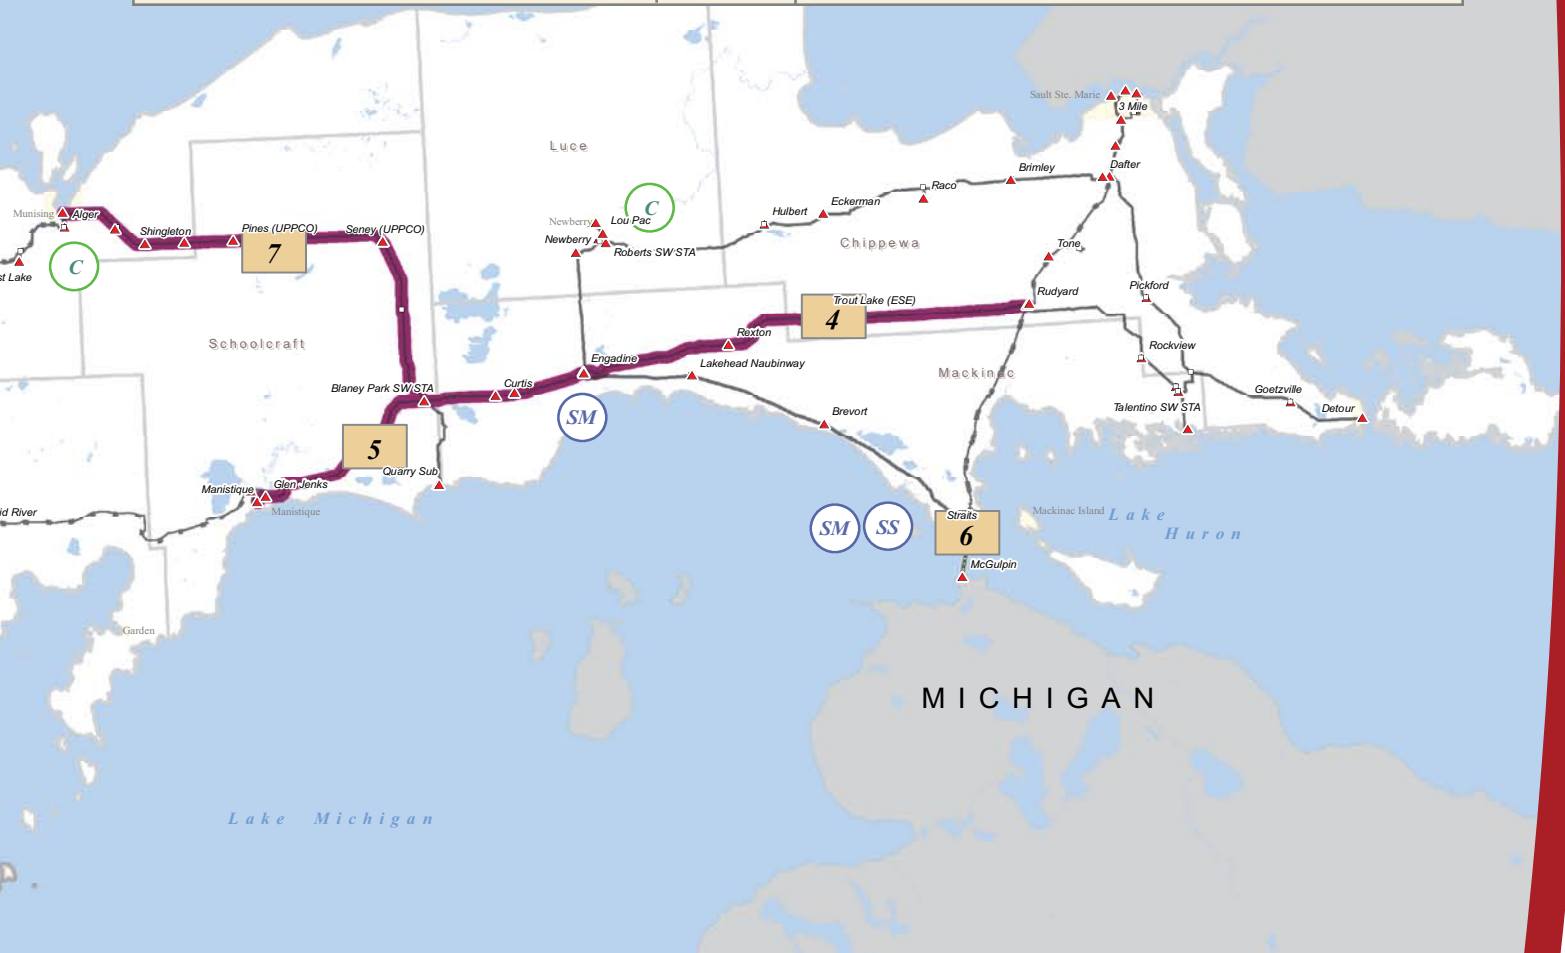 Sault Ste. Marie
3 Mile
Luce
Dafter
Brimley
Raco
Eckerman
Hulbert
C
Munising
Alger
Newberry
Lou Pac
Shingleton
Pines (UPPCO)
Seney (UPPCO)
Newberry
Roberts SW STA
Chippewa
Tone
7
C
st Lake
Pickford
Rudyard
Trout Lake (ESE)
4
Rexton
Schoolcraft
Rockview
Engadine
Lakehead Naubinway
Mackinac
Blaney Park SW STA
Curtis
Goetzville
Talentino SW STA
Detour
SM
Brevort
5
Quarry Sub
Manistique
Glen Jenks
Manistique
id River
Mackinac Island
Lake
Huron
Straits
SM
SS
6
McGulpin
Garden
MICHIGAN
Lake Michigan